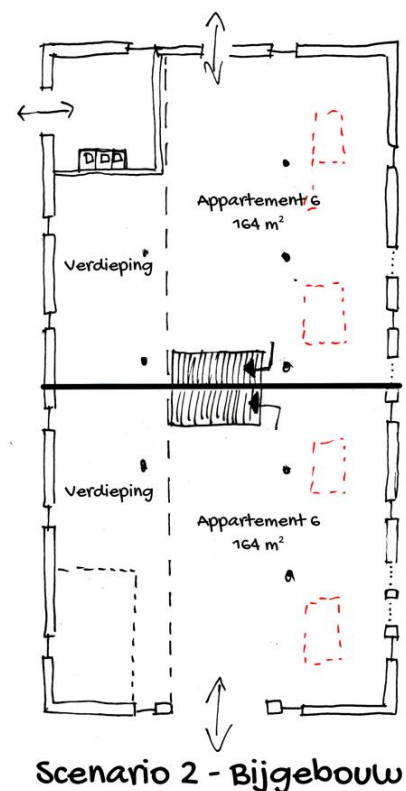 Appartement 6
164 m²
Verdieping
Verdieping
Appartement 6
164 m²
Scenario 2 - Bijgebouw